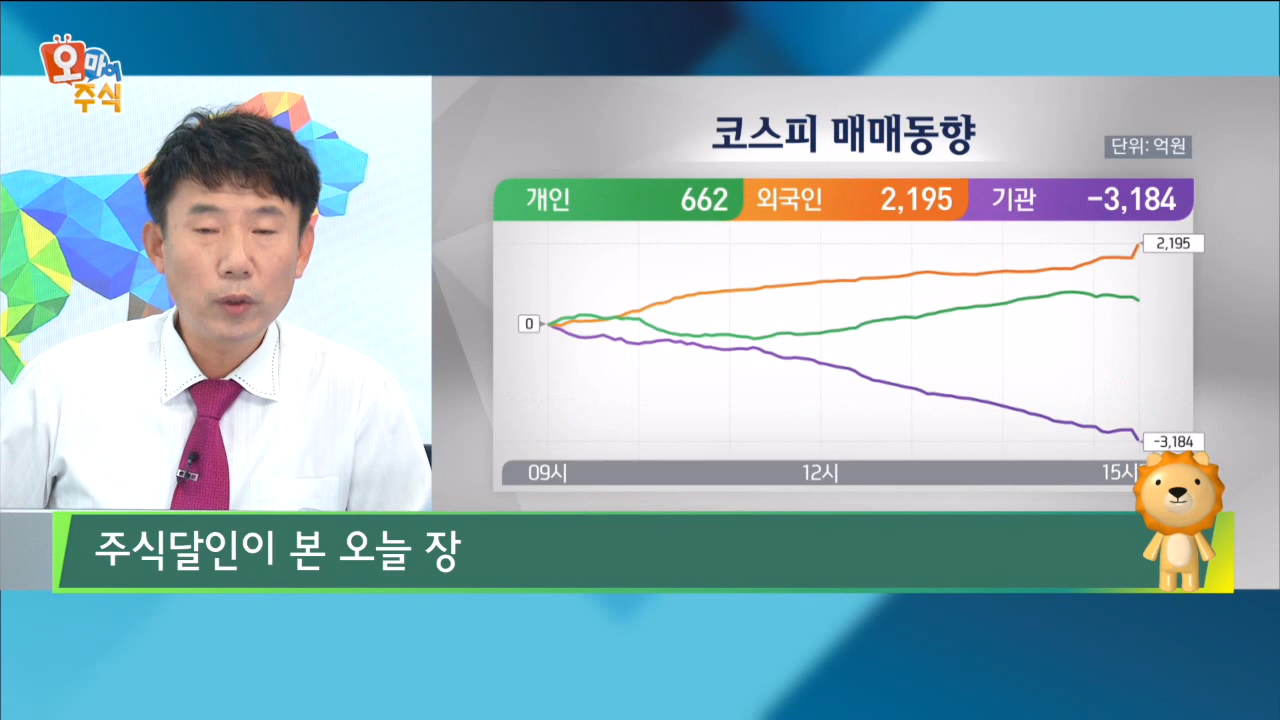 오마이
주식
코스피 매매동향
단위: 억원
개인 662 외국인 2,195 기관 -3,184
2,195
0
-3,184
09시 12시 15시
주식달인이 본 오늘 장